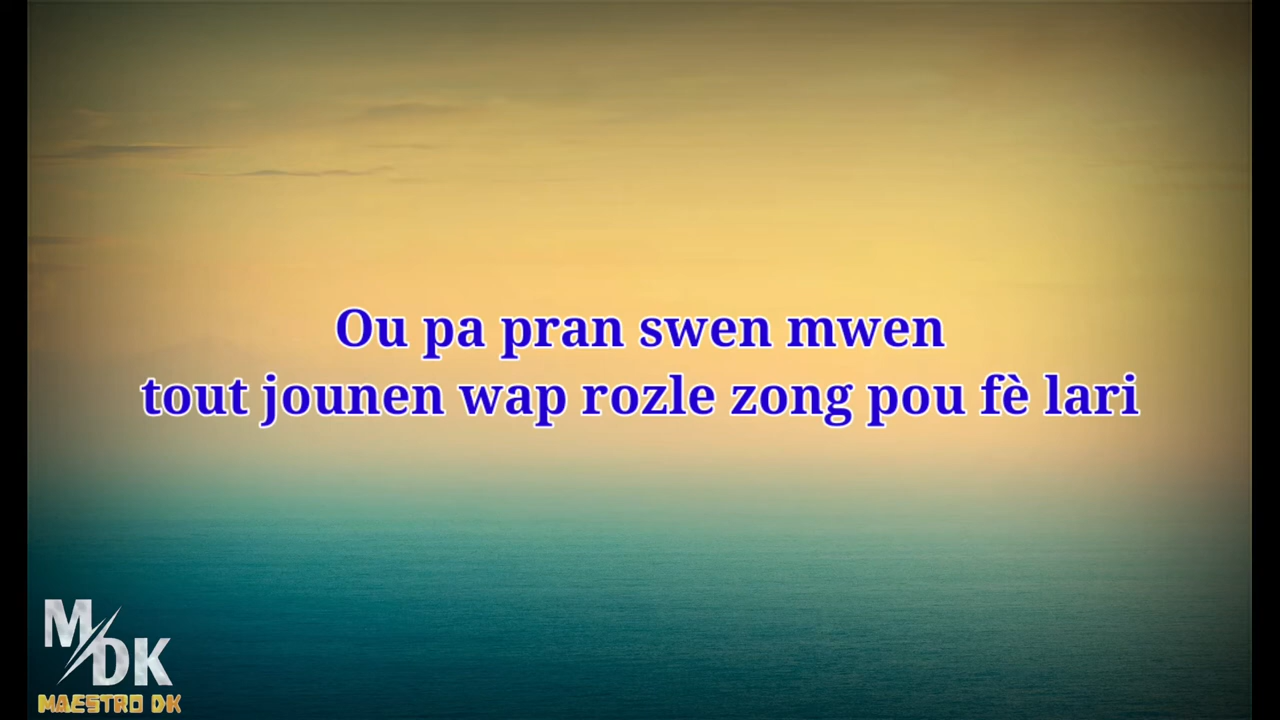 Ou pa pran swen mwen
tout jounen wap rozle zong pou fè lari
M/DK
MAESTRO DK